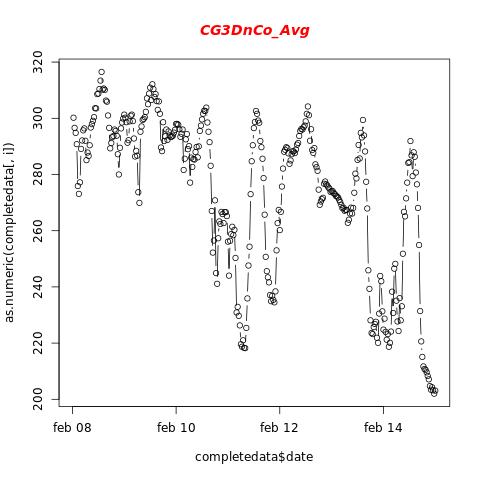 CG3DnCo_Avg
as.numeric(completedata[, i])
320
300
280
260
240
220
200
feb 08
feb 10
feb 12
feb 14
completedata$date